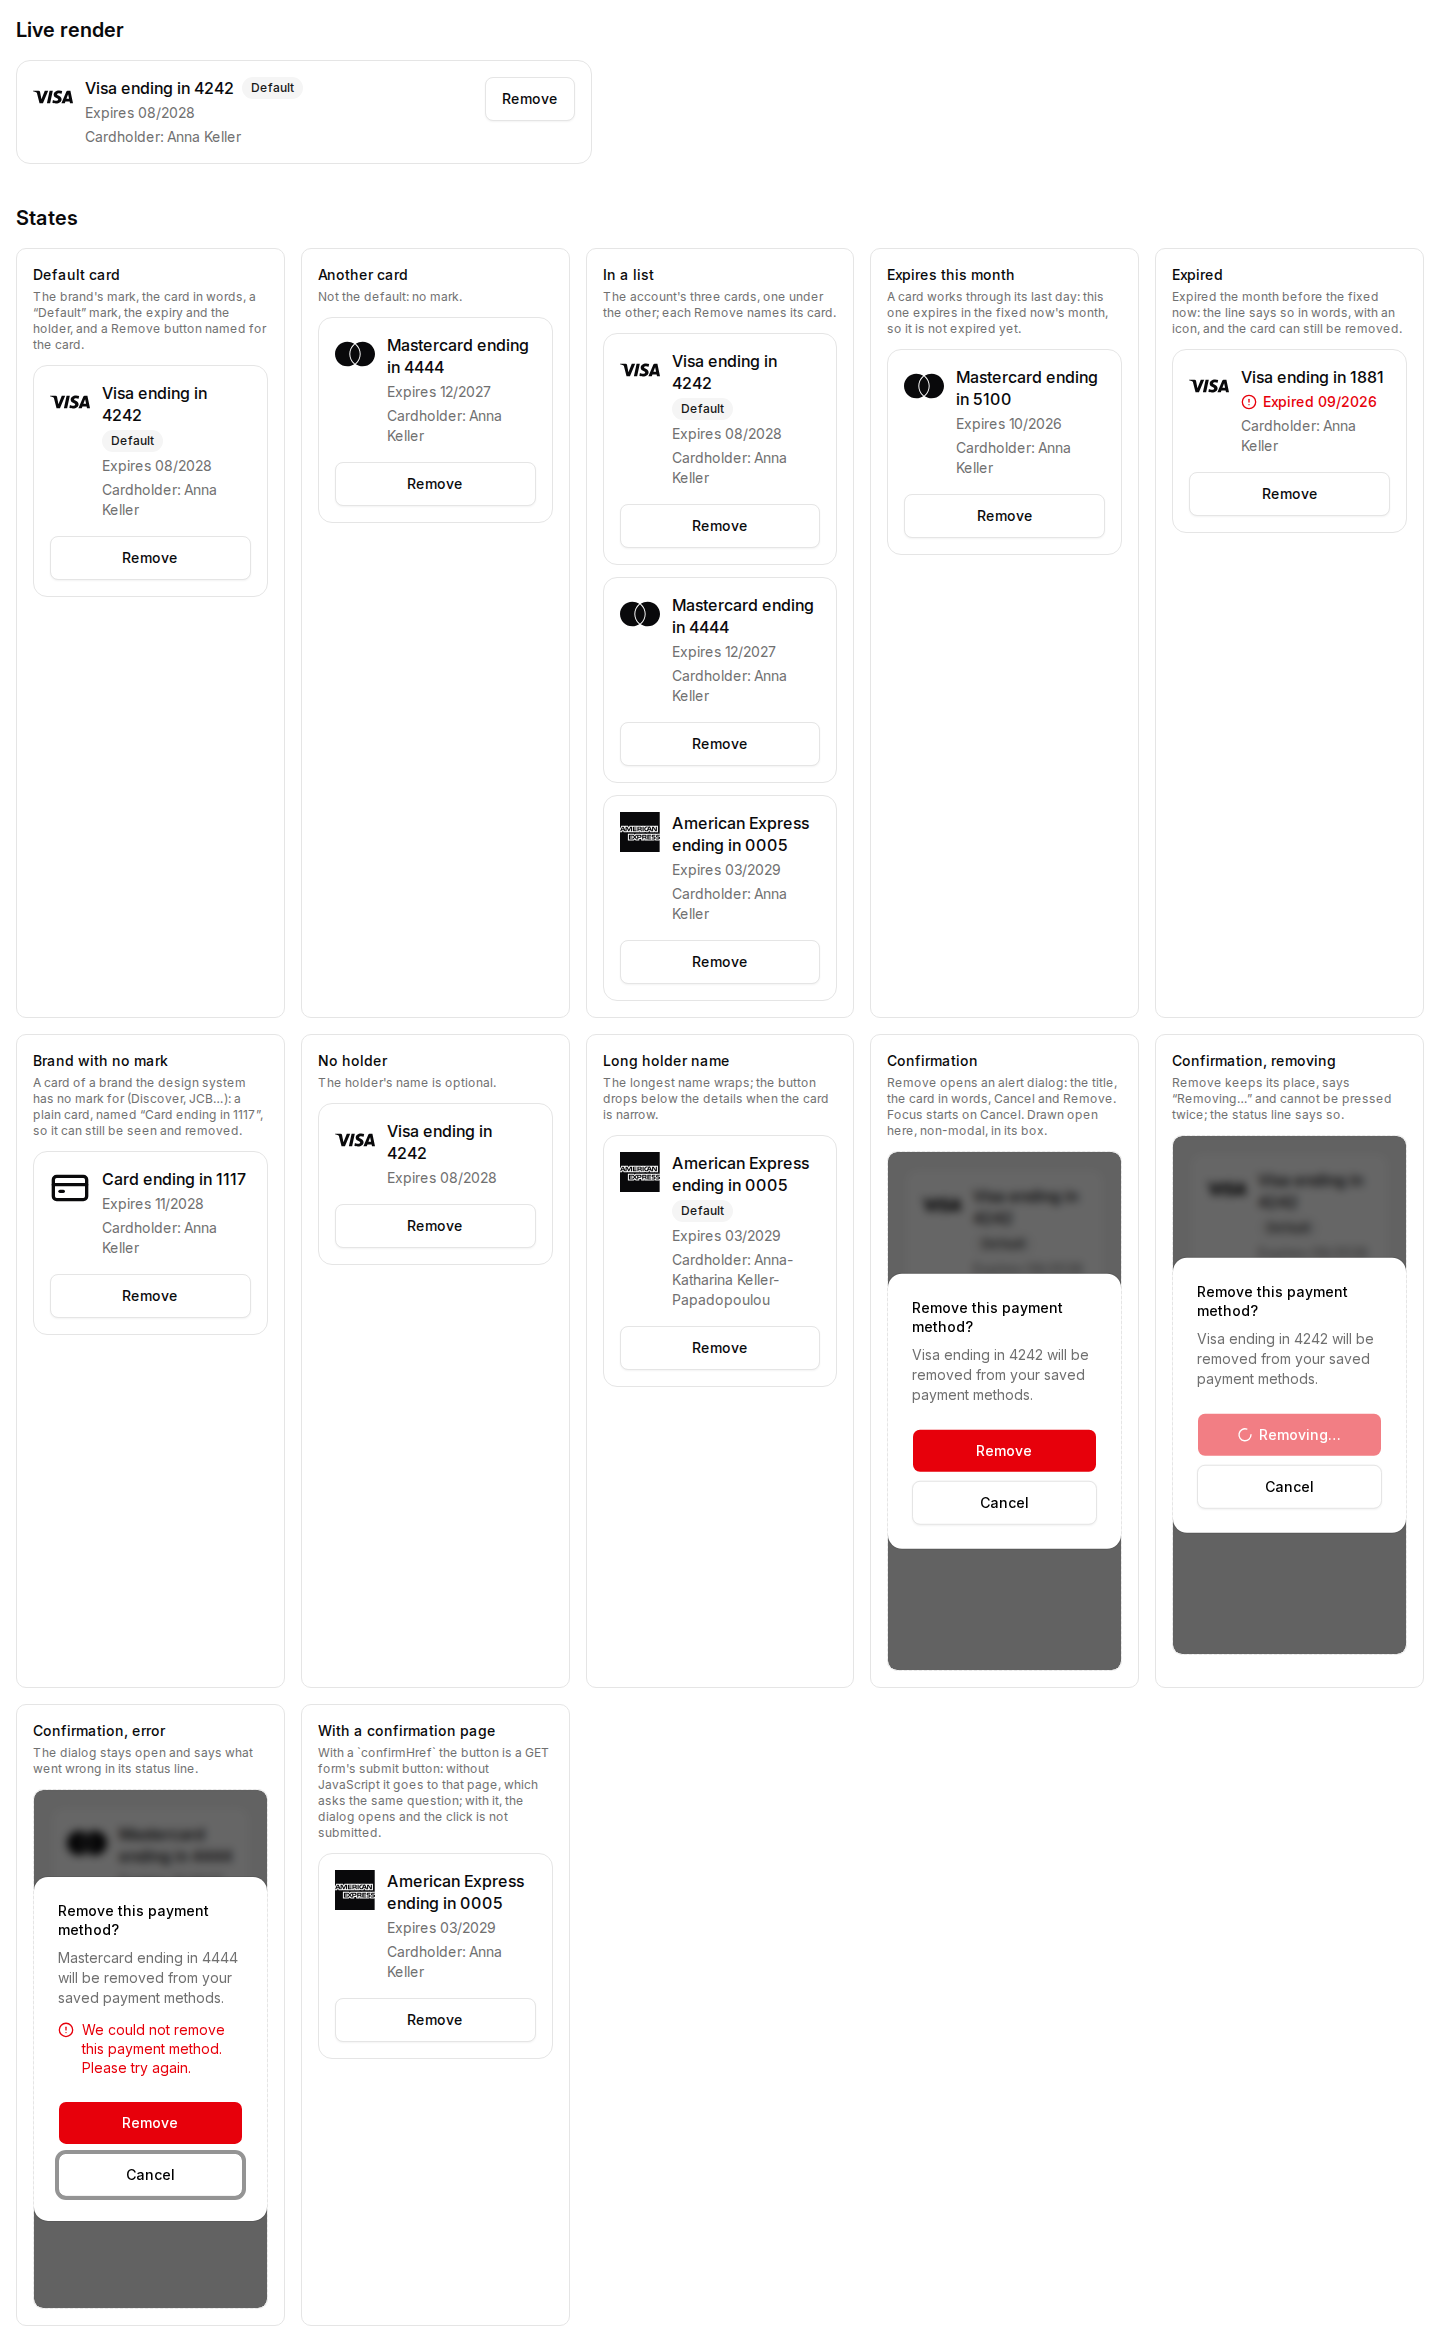 Live render
VISA
Visa ending in 4242 Default
Expires 08/2028
Cardholder: Anna Keller
Remove
States
Default card
The brand's mark, the card in words, a
“Default” mark, the expiry and the
holder, and a Remove button named for
the card.
VISA
Visa ending in
4242
Default
Expires 08/2028
Cardholder: Anna
Keller
Remove
Another card
Not the default: no mark.
Mastercard ending
in 4444
Expires 12/2027
Cardholder: Anna
Keller
Remove
In a list
The account's three cards, one under
the other; each Remove names its card.
VISA
Visa ending in
4242
Default
Expires 08/2028
Cardholder: Anna
Keller
Remove
Mastercard ending
in 4444
Expires 12/2027
Cardholder: Anna
Keller
Remove
AMERICAN
EXPRESS
American Express
ending in 0005
Expires 03/2029
Cardholder: Anna
Keller
Remove
Expires this month
A card works through its last day: this
one expires in the fixed now's month,
so it is not expired yet.
Mastercard ending
in 5100
Expires 10/2026
Cardholder: Anna
Keller
Remove
Expired
Expired the month before the fixed
now: the line says so in words, with an
icon, and the card can still be removed.
VISA
Visa ending in 1881
Expired 09/2026
Cardholder: Anna
Keller
Remove
Brand with no mark
A card of a brand the design system
has no mark for (Discover, JCB…): a
plain card, named “Card ending in 1117”,
so it can still be seen and removed.
Card ending in 1117
Expires 11/2028
Cardholder: Anna
Keller
Remove
No holder
The holder's name is optional.
VISA
Visa ending in
4242
Expires 08/2028
Remove
Long holder name
The longest name wraps; the button
drops below the details when the card
is narrow.
AMERICAN
EXPRESS
American Express
ending in 0005
Default
Expires 03/2029
Cardholder: Anna-
Katharina Keller-
Papadopoulou
Remove
Confirmation
Remove opens an alert dialog: the title,
the card in words, Cancel and Remove.
Focus starts on Cancel. Drawn open
here, non-modal, in its box.
VISA
Visa ending in
4242
Default
Remove this payment
method?
Visa ending in 4242 will be
removed from your saved
payment methods.
Remove
Cancel
Confirmation, removing
Remove keeps its place, says
“Removing…” and cannot be pressed
twice; the status line says so.
VISA
Visa ending in
4242
Default
Remove this payment
method?
Visa ending in 4242 will be
removed from your saved
payment methods.
Removing…
Cancel
Confirmation, error
The dialog stays open and says what
went wrong in its status line.
Mastercard
ending in 4444
Remove this payment
method?
Mastercard ending in 4444
will be removed from your
saved payment methods.
We could not remove
this payment method.
Please try again.
Remove
Cancel
With a confirmation page
With a `confirmHref` the button is a GET
form's submit button: without
JavaScript it goes to that page, which
asks the same question; with it, the
dialog opens and the click is not
submitted.
AMERICAN
EXPRESS
American Express
ending in 0005
Expires 03/2029
Cardholder: Anna
Keller
Remove